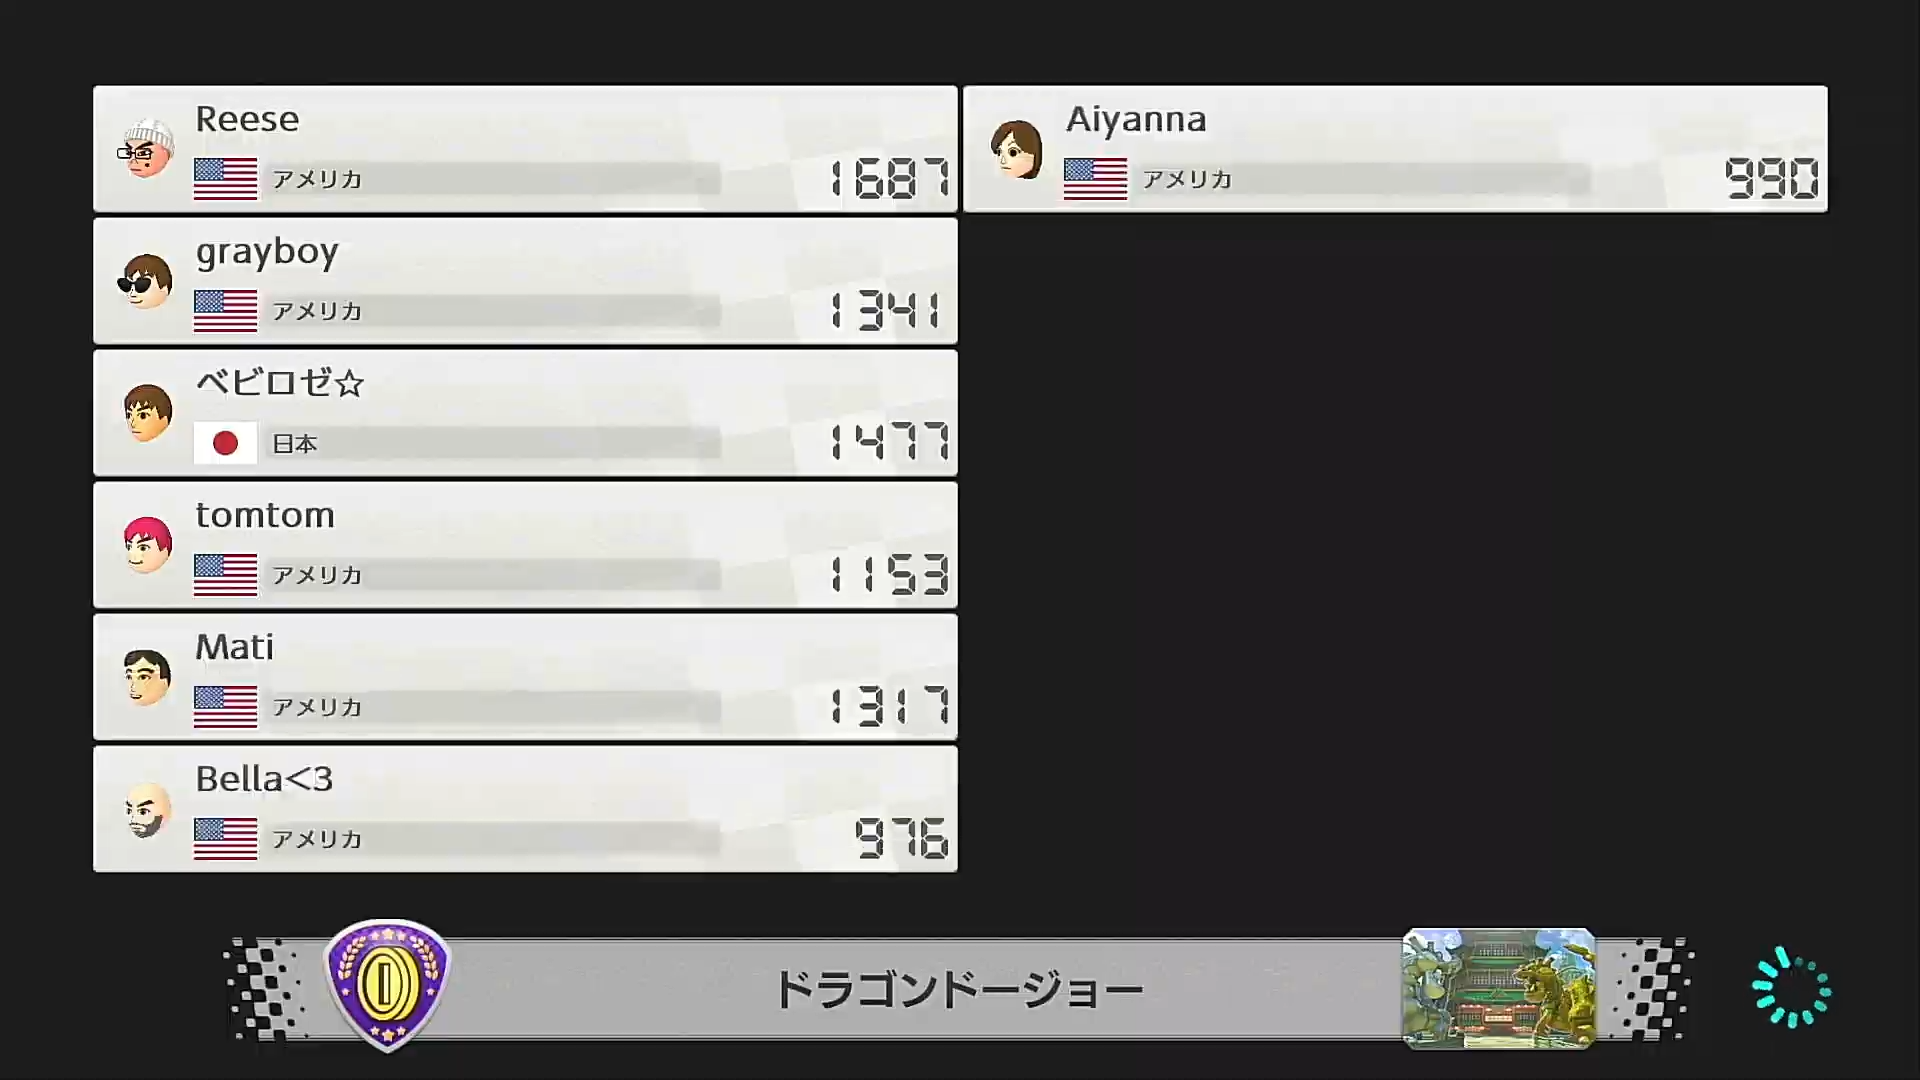 Reese
アメリカ
1687
grayboy
アメリカ
1341
ベビロゼ☆
日本
1477
tomtom
アメリカ
1153
Mati
アメリカ
1317
Bella<3
アメリカ
976
Aiyanna
アメリカ
990
ドラゴンドージョー